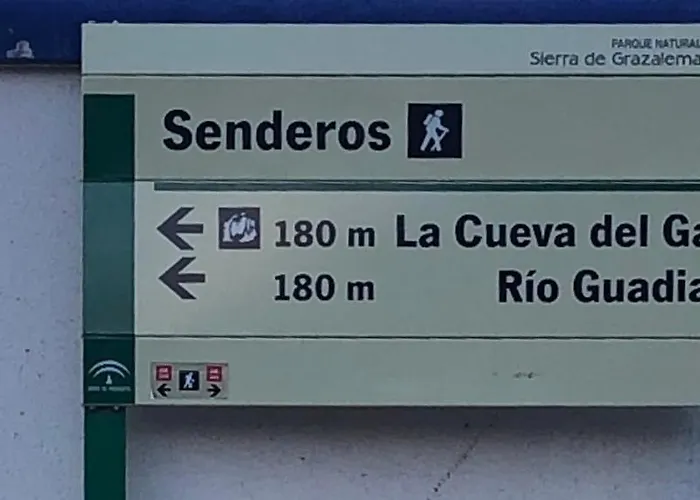 PARQUE NATURAL
Sierra de Grazalema
Senderos
180 m La Cueva del Ga
180 m Río Guadia